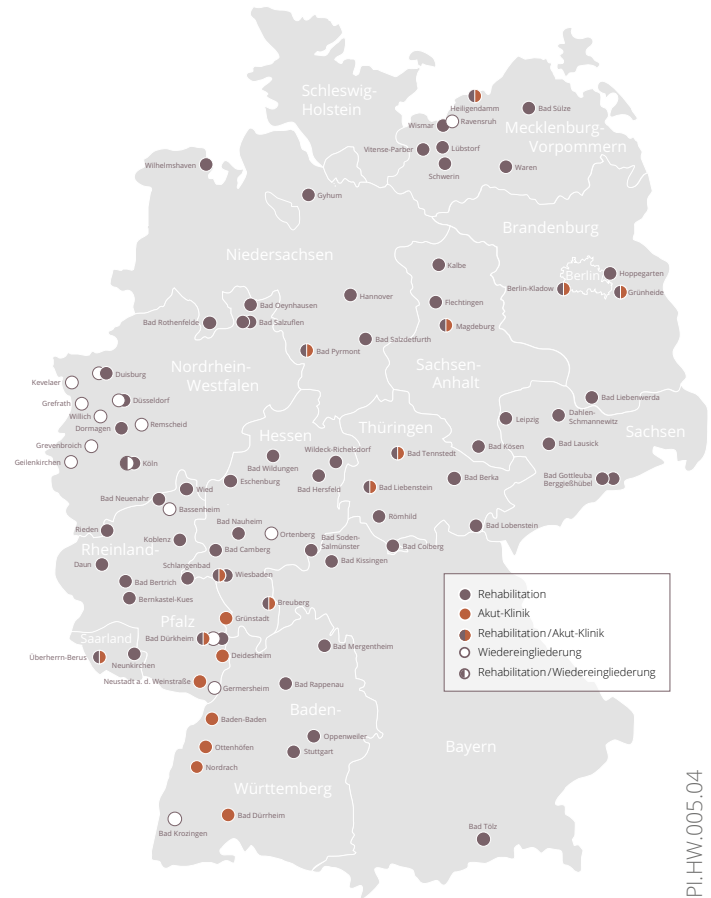 Schleswig-
Holstein
Heiligendamm
Bad Sülze
Ravensruh
Wismar
Mecklenburg-
Vorpommern
Vitense-Parber
Lübstorf
Schwerin
Waren
Wilhelmshaven
Gyhum
Brandenburg
Niedersachsen
Kalbe
Berlin
Hoppegarten
Berlin-Kladow
Grünheide
Hannover
Flechtingen
Bad Oeynhausen
Bad Rothenfelde
Bad Salzuflen
Magdeburg
Bad Salzdetfurth
Bad Pyrmont
Nordrhein-
Westfalen
Sachsen-
Anhalt
Kevelaer
Duisburg
Grefrath
Düsseldorf
Willich
Dormagen
Remscheid
Grevenbroich
Geilenkirchen
Köln
Bad Liebenwerda
Leipzig
Dahlen-
Schmannewitz
Sachsen
Thüringen
Hessen
Bad Kösen
Bad Lausick
Wildeck-Richelsdorf
Bad Tennstedt
Bad Wildungen
Bad Gottleuba
Berggießhübel
Eschenburg
Bad Hersfeld
Bad Liebenstein
Bad Berka
Wied
Bad Neuenahr
Bassenheim
Römhild
Bad Lobenstein
Rieden
Bad Nauheim
Ortenberg
Koblenz
Bad Soden-
Salmünster
Bad Colberg
Rheinland-
Bad Camberg
Bad Kissingen
Daun
Schlangenbad
Wiesbaden
Bad Bertrich
Bernkastel-Kues
Breuberg
Pfalz
Grünstadt
Saarland
Bad Dürkheim
Überherrn-Berus
Neunkirchen
Deidesheim
Bad Mergentheim
Neustadt a. d. Weinstraße
Germersheim
Bad Rappenau
Baden-
Baden-Baden
Oppenweiler
Ottenhöfen
Stuttgart
Bayern
Nordrach
Württemberg
Bad Dürrheim
Bad Krozingen
Bad Tölz
Rehabilitation
Akut-Klinik
Rehabilitation/Akut-Klinik
Wiedereingliederung
Rehabilitation/Wiedereingliederung
PI.HW.005.04